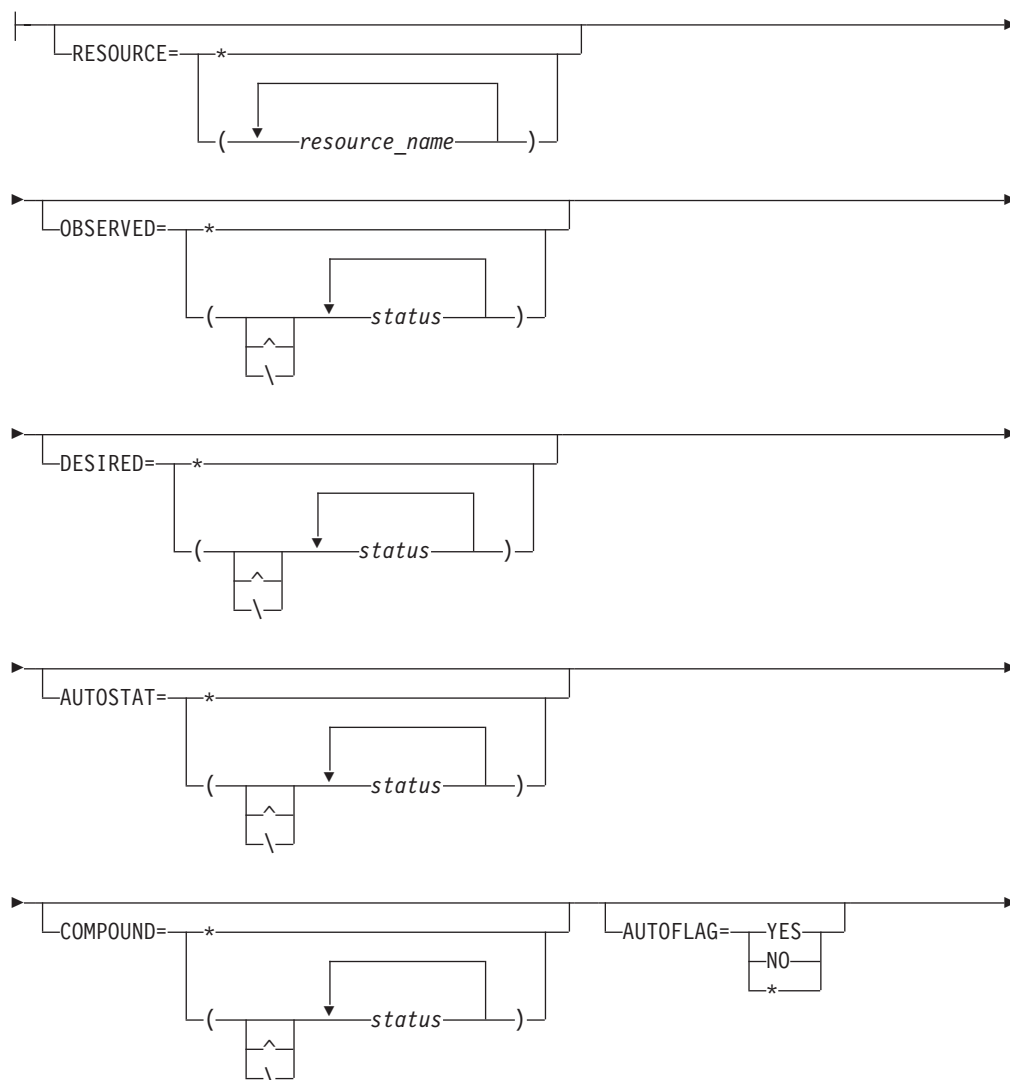 RESOURCE= *
( resource_name )
OBSERVED= *
( status )
^
\
DESIRED= *
( status )
^
\
AUTOSTAT= *
( status )
^
\
COMPOUND= * AUTOFLAG= YES
NO
*
( status )
^
\